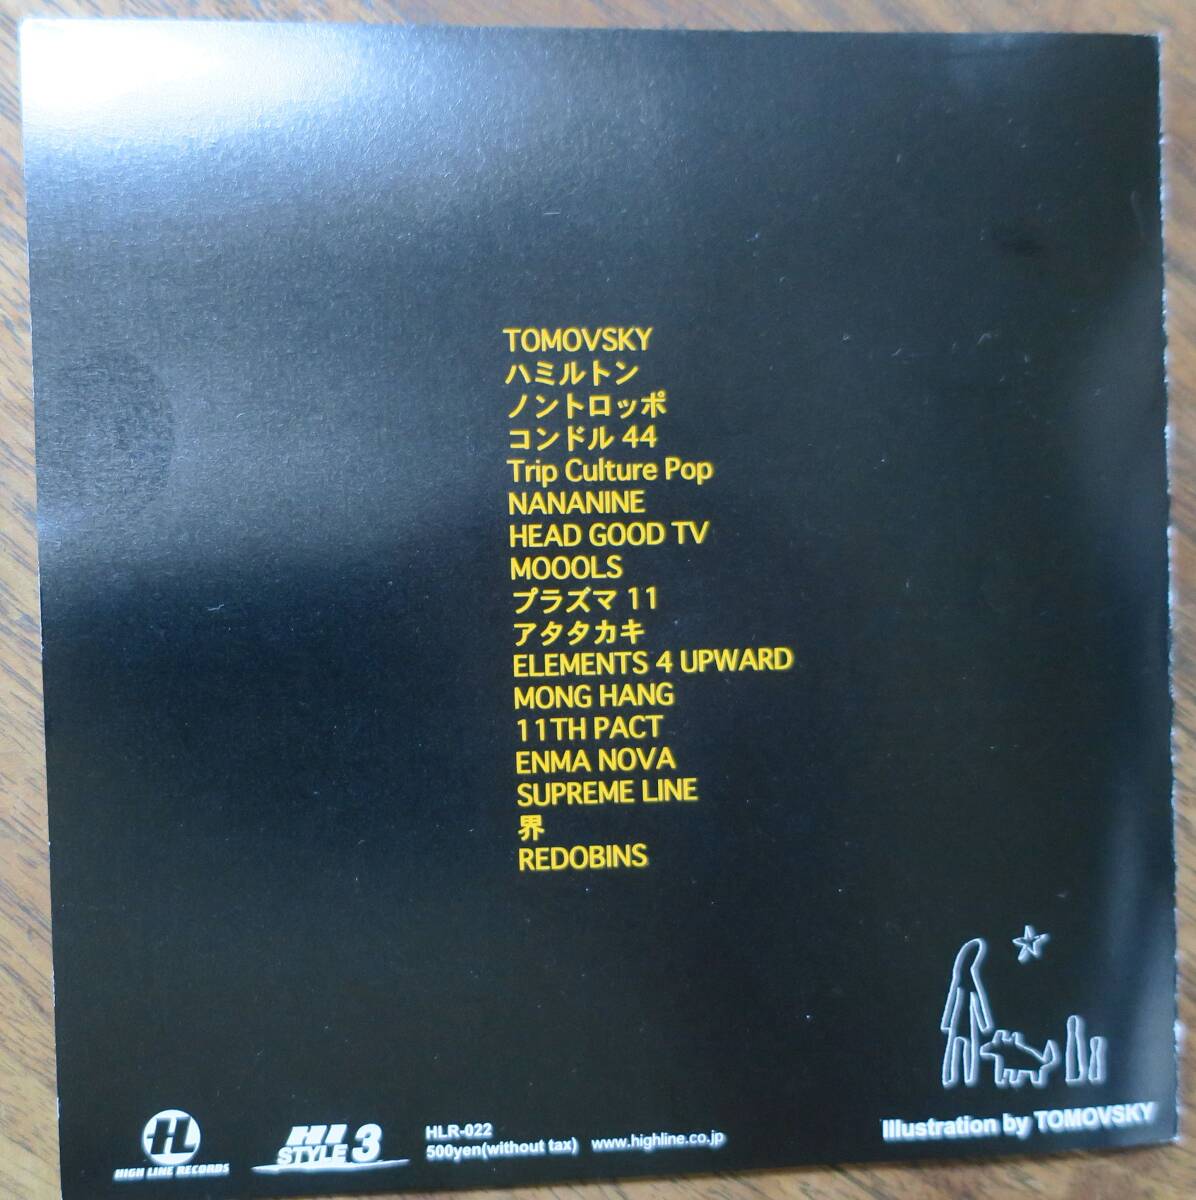 TOMOVSKY
ハミルトン
ノントロッポ
コンドル 44
Trip Culture Pop
NANANINE
HEAD GOOD TV
MOOOLS
プラズマ 11
アタタカキ
ELEMENTS 4 UPWARD
MONG HANG
11TH PACT
ENMA NOVA
SUPREME LINE
界
REDOBINS
Illustration by TOMOVSKY
HL
HIGH LINE RECORDS
HI
STYLE 3
HLR-022
500yen(without tax) www.highline.co.jp